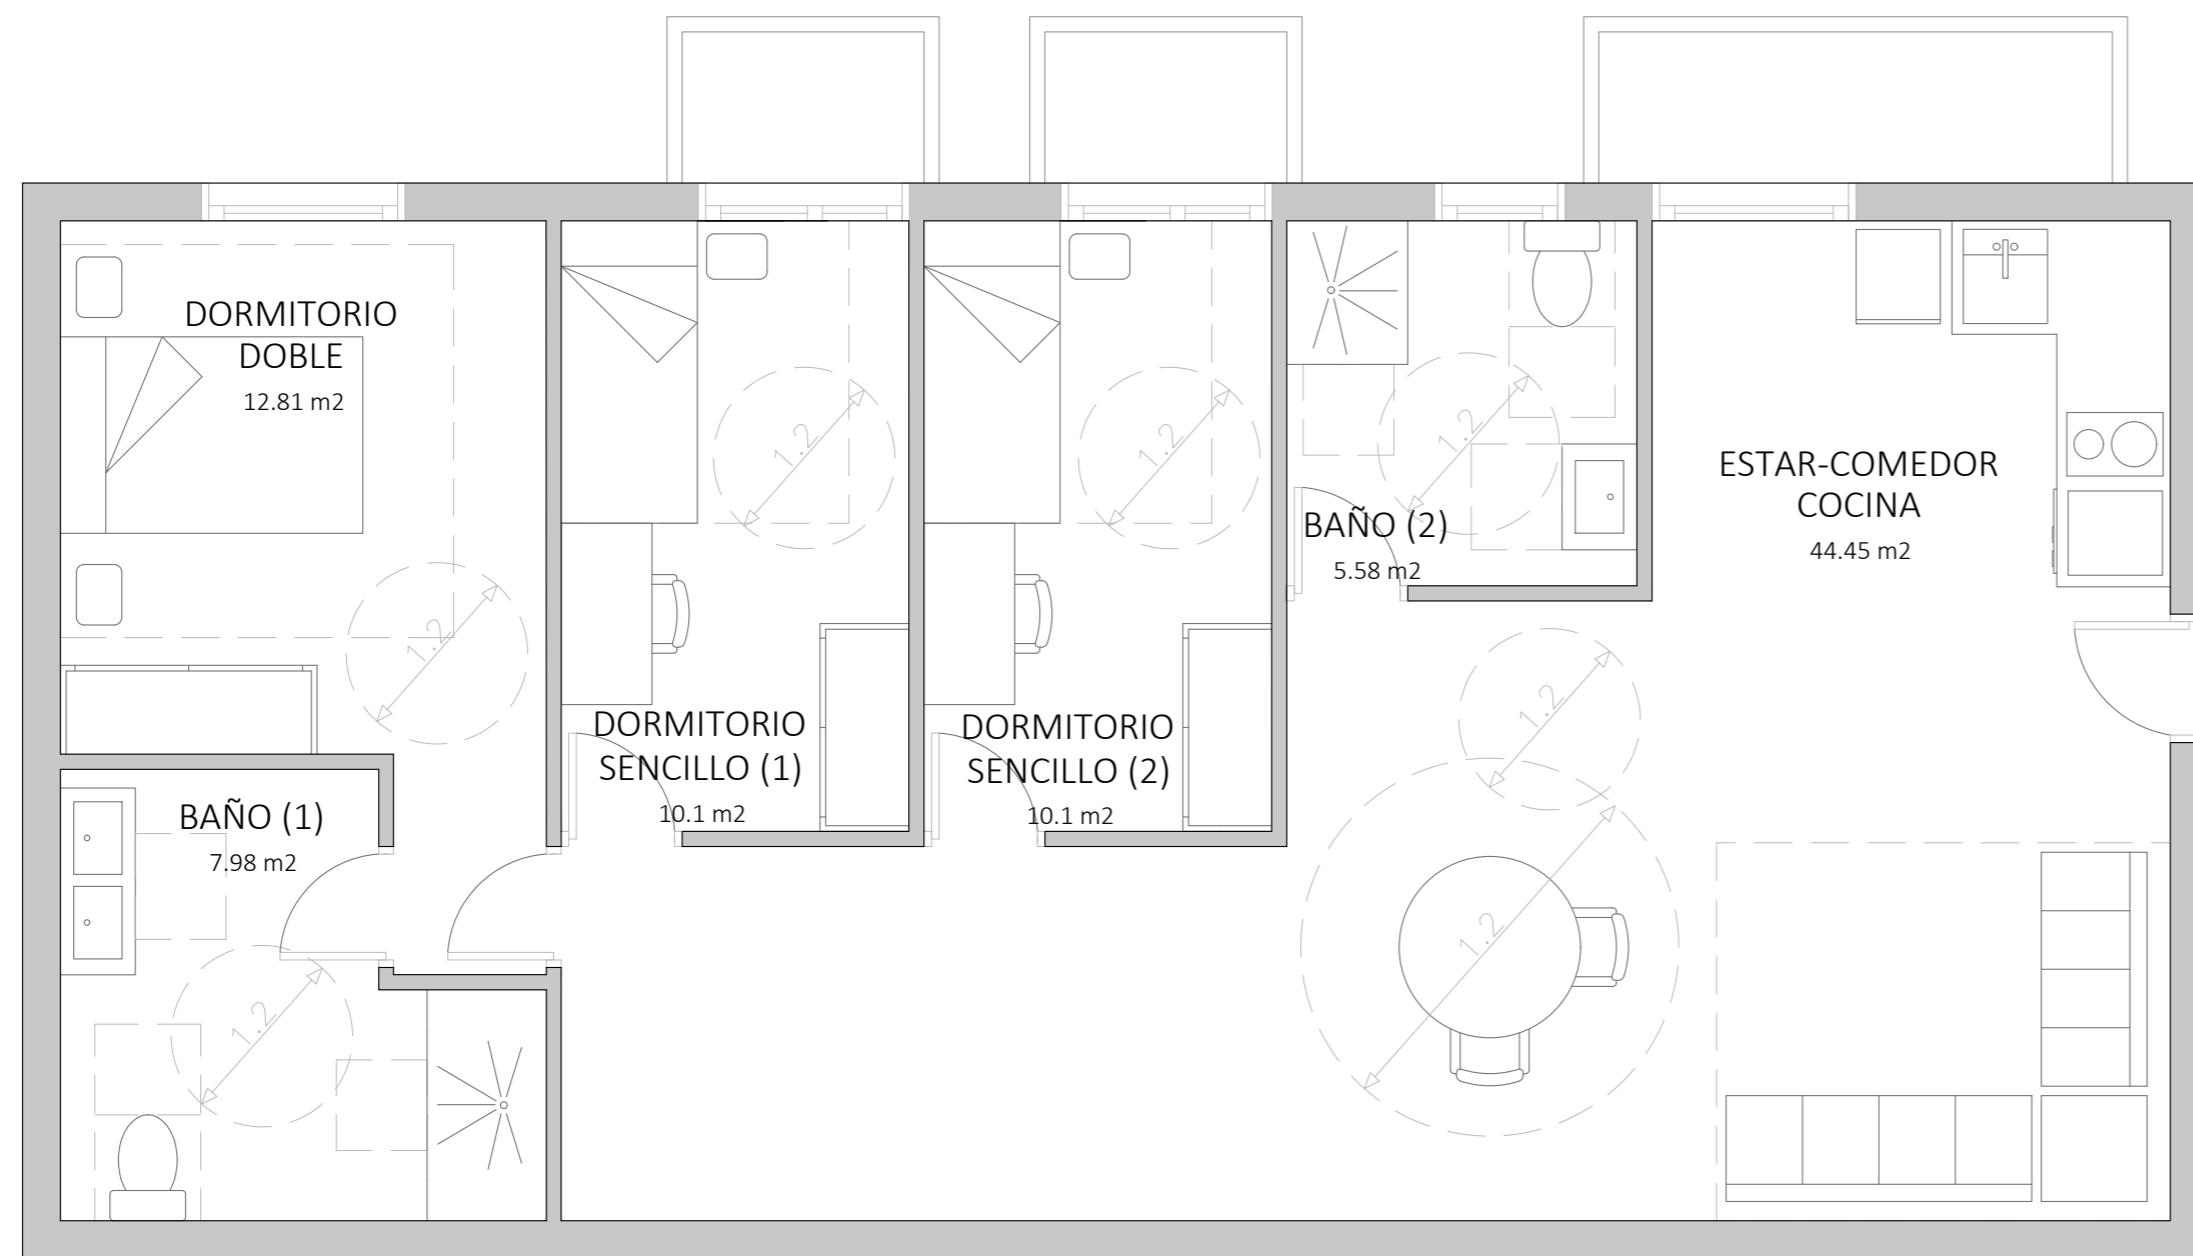 DORMITORIO
DOBLE
12.81 m2
1.2
DORMITORIO
SENCILLO (1)
10.1 m2
1.2
DORMITORIO
SENCILLO (2)
10.1 m2
1.2
BAÑO (2)
5.58 m2
1.2
ESTAR-COMEDOR
COCINA
44.45 m2
1.2
1.2
BAÑO (1)
7.98 m2
1.2